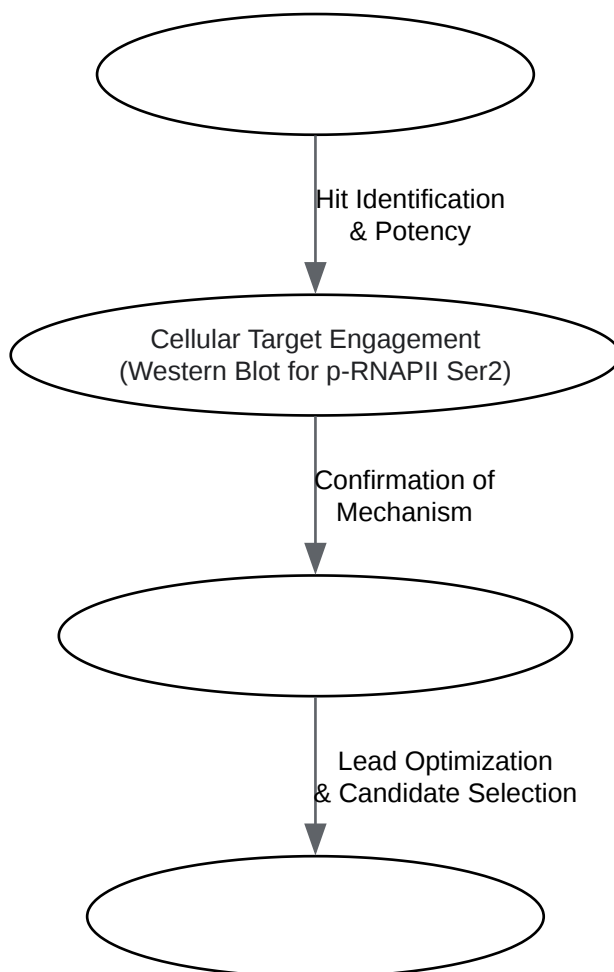 Hit Identification
& Potency
Cellular Target Engagement
(Western Blot for p-RNAPII Ser2)
Confirmation of
Mechanism
Lead Optimization
& Candidate Selection